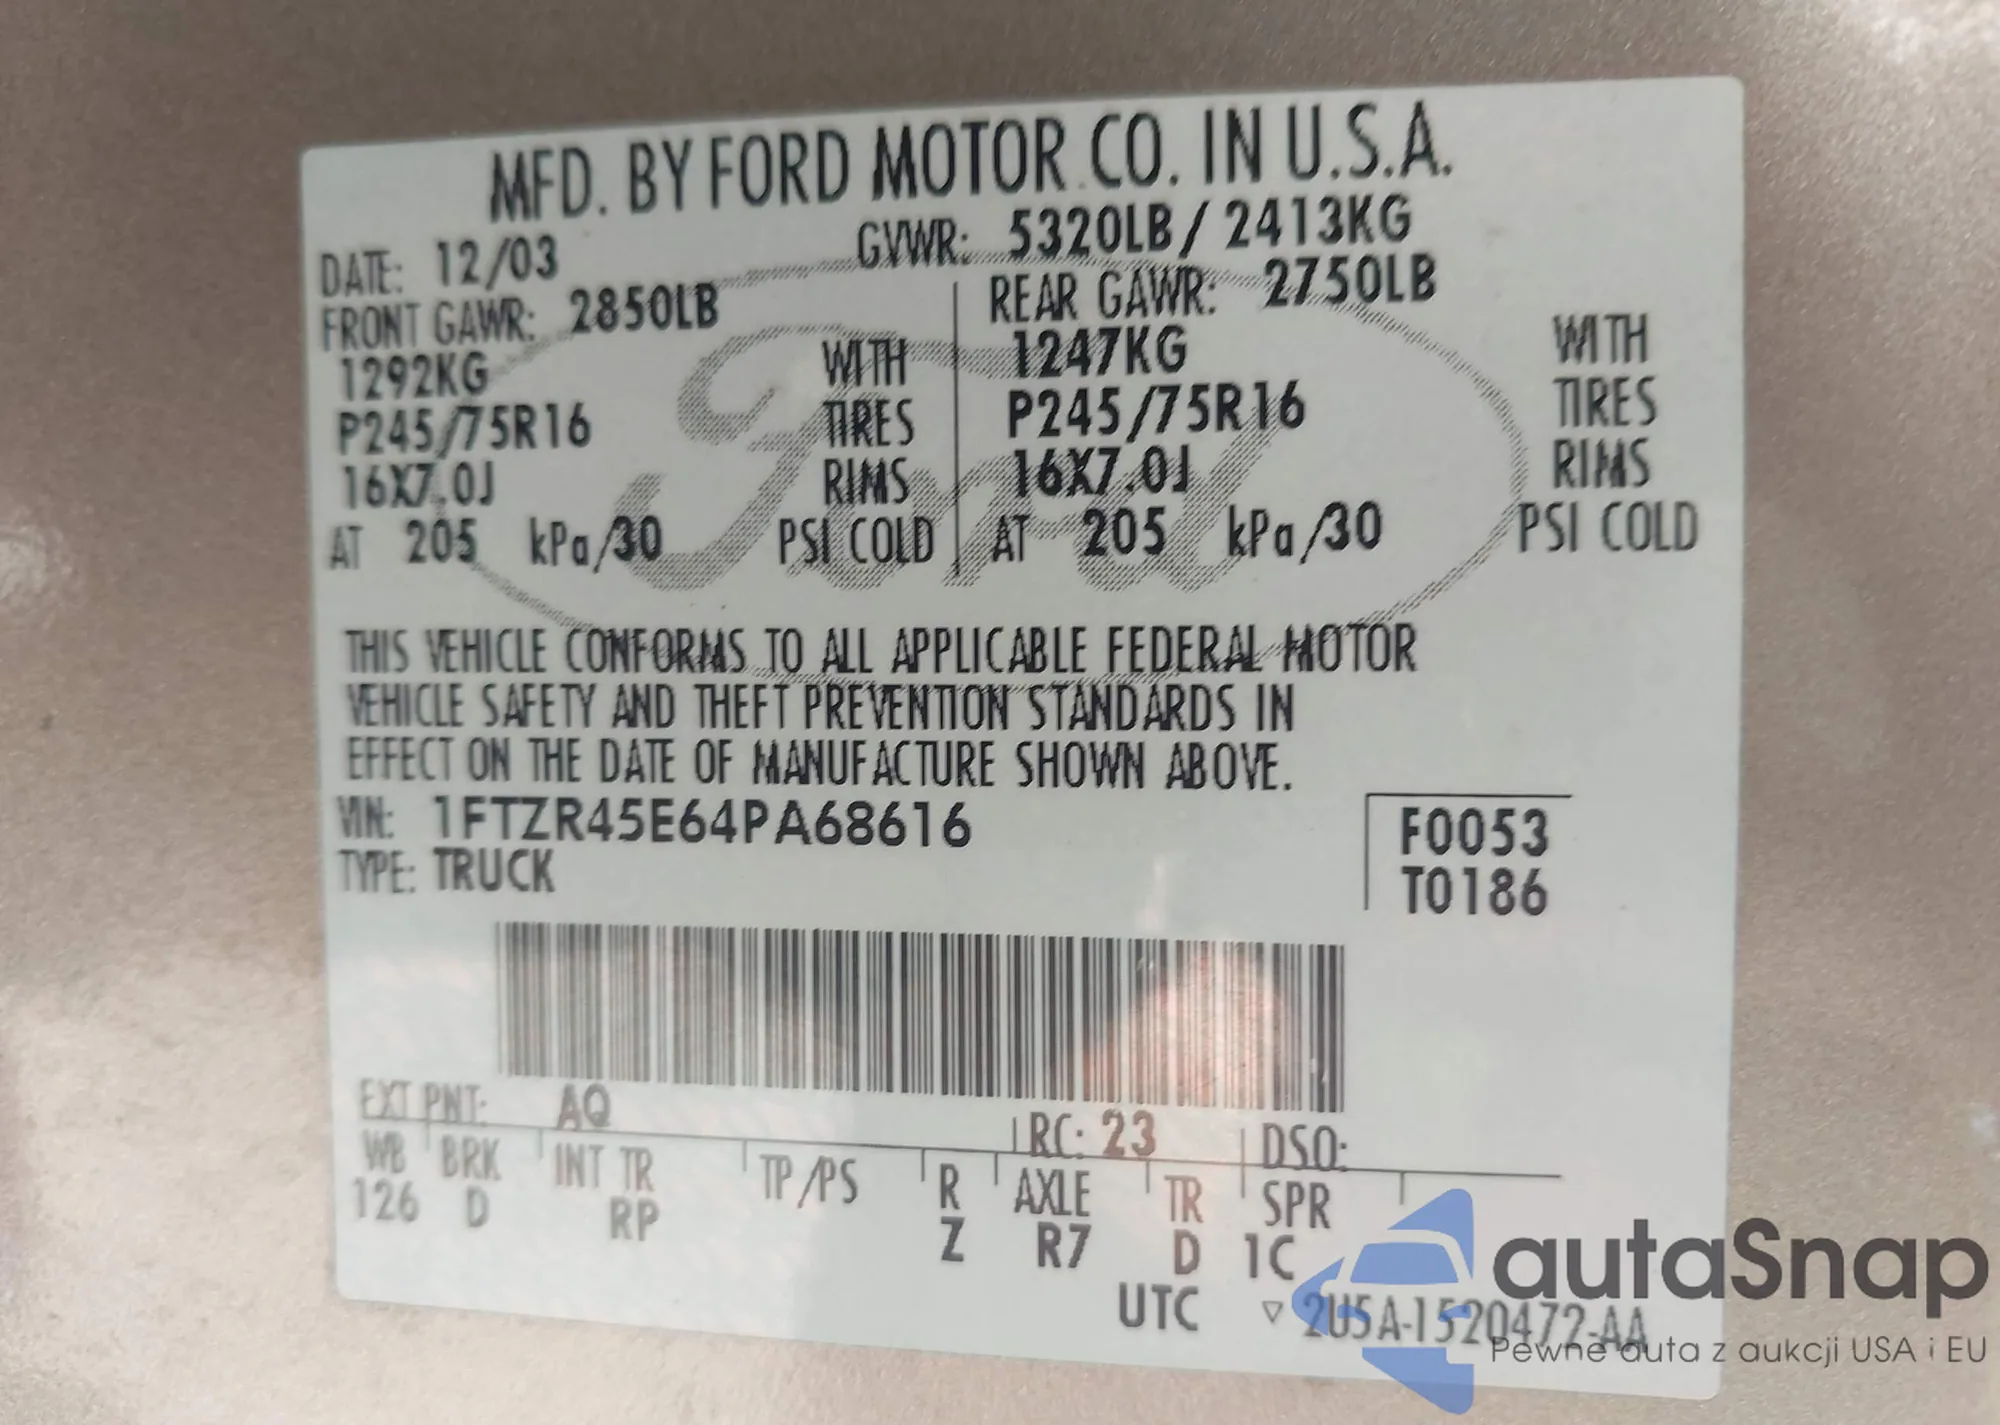 MFD. BY FORD MOTOR CO. IN U.S.A.
DATE: 12/03 GVWR: 5320LB / 2413KG
FRONT GAWR: 2850LB REAR GAWR: 2750LB
1292KG WITH 1247KG WITH
P245/75R16 TIRES P245/75R16 TIRES
16X7.0J RIMS 16X7.0J RIMS
AT 205 kPa/30 PSI COLD AT 205 kPa/30 PSI COLD
Ford
THIS VEHICLE CONFORMS TO ALL APPLICABLE FEDERAL MOTOR
VEHICLE SAFETY AND THEFT PREVENTION STANDARDS IN
EFFECT ON THE DATE OF MANUFACTURE SHOWN ABOVE.
VIN: 1FTZR45E64PA68616 F0053
TYPE: TRUCK T0186
EXT PNT: AQ RC: 23 DSO:
WB BRK INT TR TP/PS R AXLE TR SPR
126 D RP Z R7 D 1C
UTC ▽ 2U5A-1520472-AA
autaSnap
Pewne auta z aukcji USA i EU